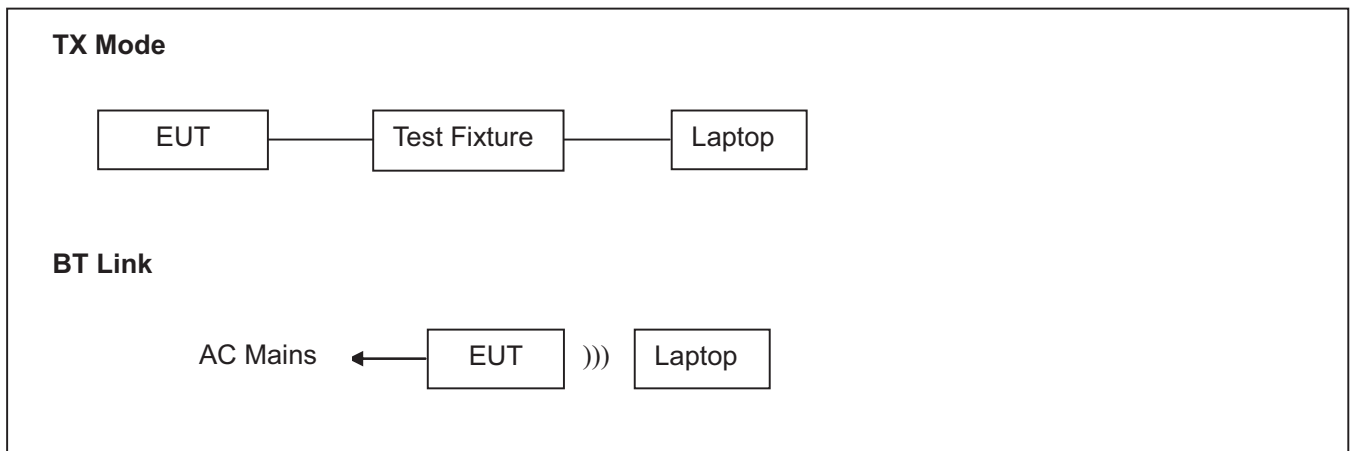 TX Mode
EUT Test Fixture Laptop
BT Link
AC Mains EUT ))) Laptop